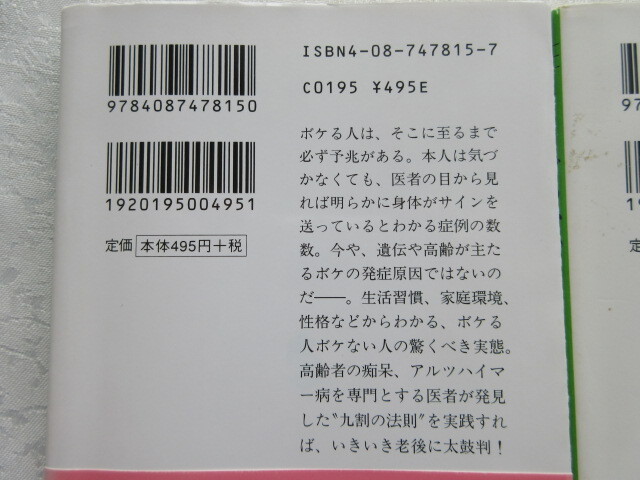 ISBN4-08-747815-7
C0195 ¥495E
9784087478150
1920195004951
定価 本体495円+税
ボケる人は、そこに至るまで
必ず予兆がある。本人は気づ
かなくても、医者の目から見
れば明らかに身体がサインを
送っているとわかる症例の数
数。今や、遺伝や高齢が主た
るボケの発症原因ではないの
だ――。生活習慣、家庭環境、
性格などからわかる、ボケる
人ボケない人の驚くべき実態。
高齢者の痴呆、アルツハイマ
ー病を専門とする医者が発見
した〝九割の法則〟を実践すれ
ば、いきいき老後に太鼓判！